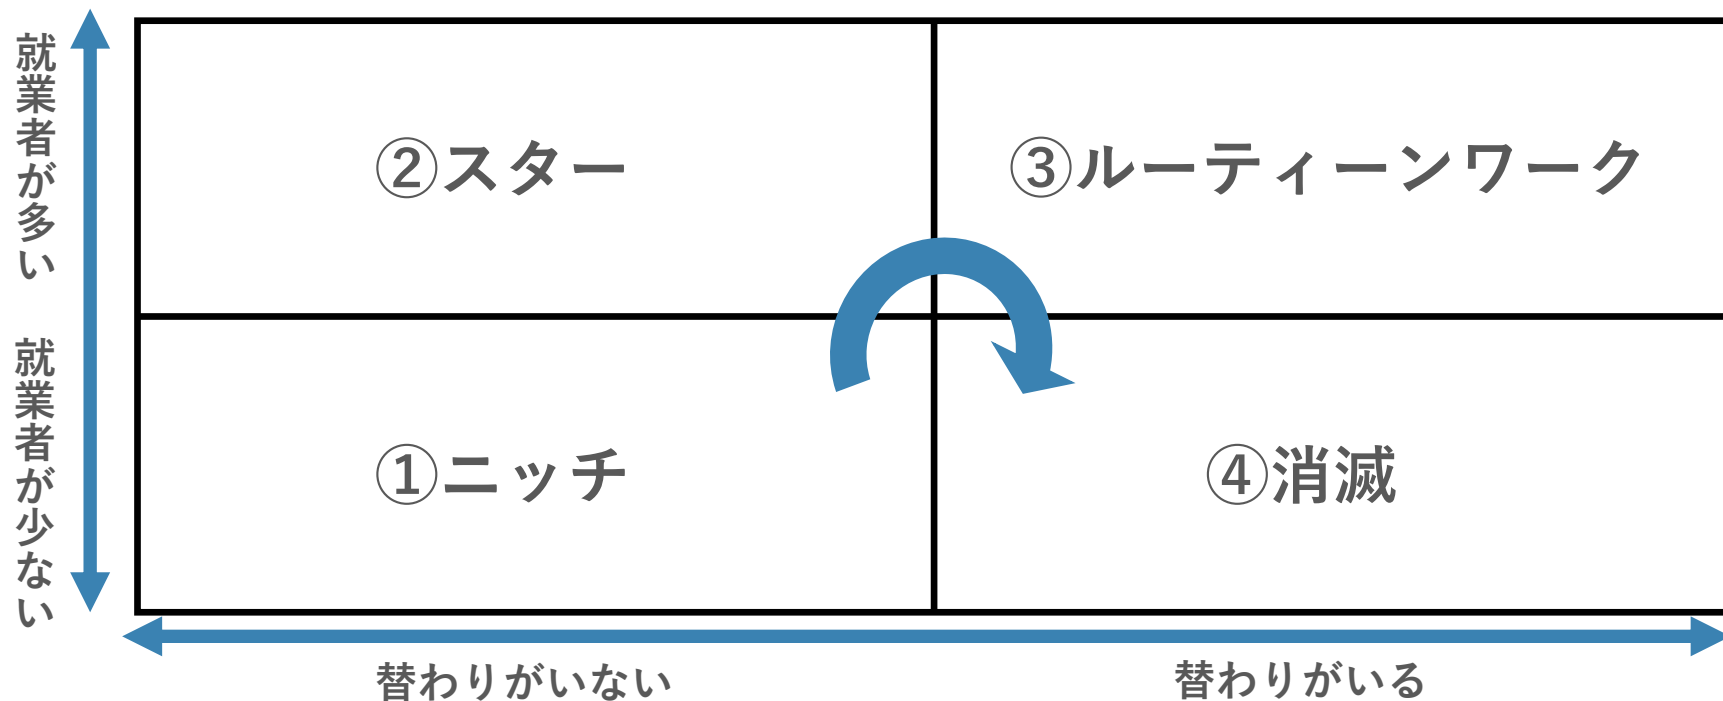 就業者が多い
就業者が少ない
②スター
③ルーティーンワーク
①ニッチ
④消滅
替わりがいない
替わりがいる